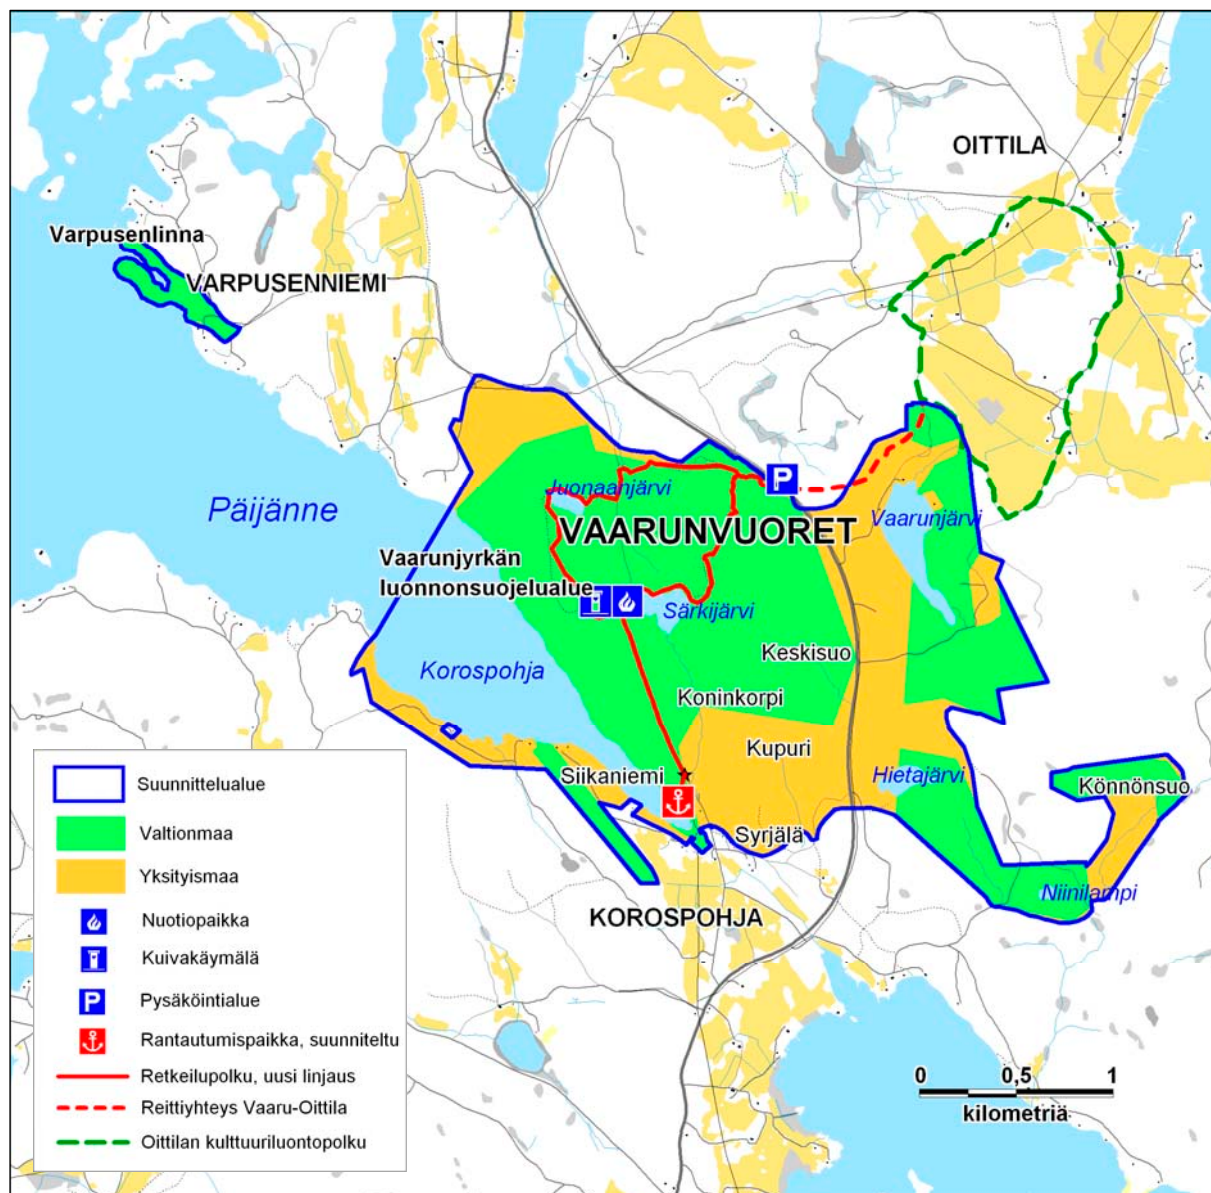 OITTILA
Varpusenlinna
VARPUSENNIEMI
Päijänne
P
Juonaanjärvi
VAARUNVUORET
Vaarunjärvi
Vaarunjyrkän
luonnonsuojelualue
Särkijärvi
Keskisuo
Korospohja
Koninkorpi
Kupuri
Siikaniemi
Hietajärvi
Könnönsuo
Syrjälä
Niinilampi
KOROSPOHJA
Suunnittelualue
Valtionmaa
Yksityismaa
Nuotiopaikka
Kuivakäymälä
P Pysäköintialue
Rantautumispaikka, suunniteltu
Retkeilupolku, uusi linjaus
Reittiyhteys Vaaru-Oittila
Oittilan kulttuuriluontopolku
0 0,5 1
kilometriä